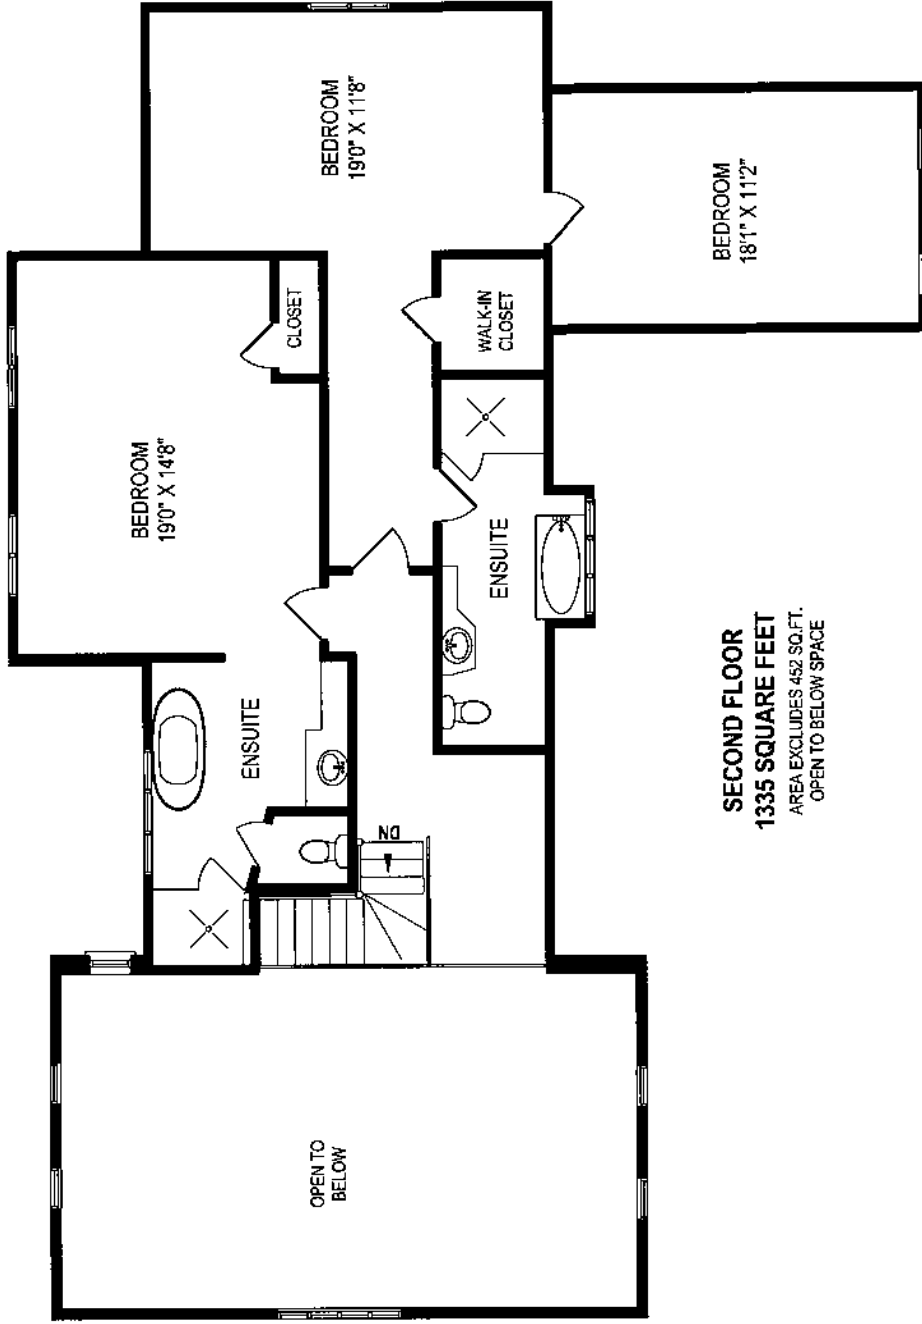 BEDROOM
19'0" X 11'8"
BEDROOM
18'1" X 11'2"
CLOSET
WALK-IN
CLOSET
BEDROOM
19'0" X 14'8"
ENSUITE
ENSUITE
DN
OPEN TO
BELOW
SECOND FLOOR
1335 SQUARE FEET
AREA EXCLUDES 452 SQ.FT.
OPEN TO BELOW SPACE